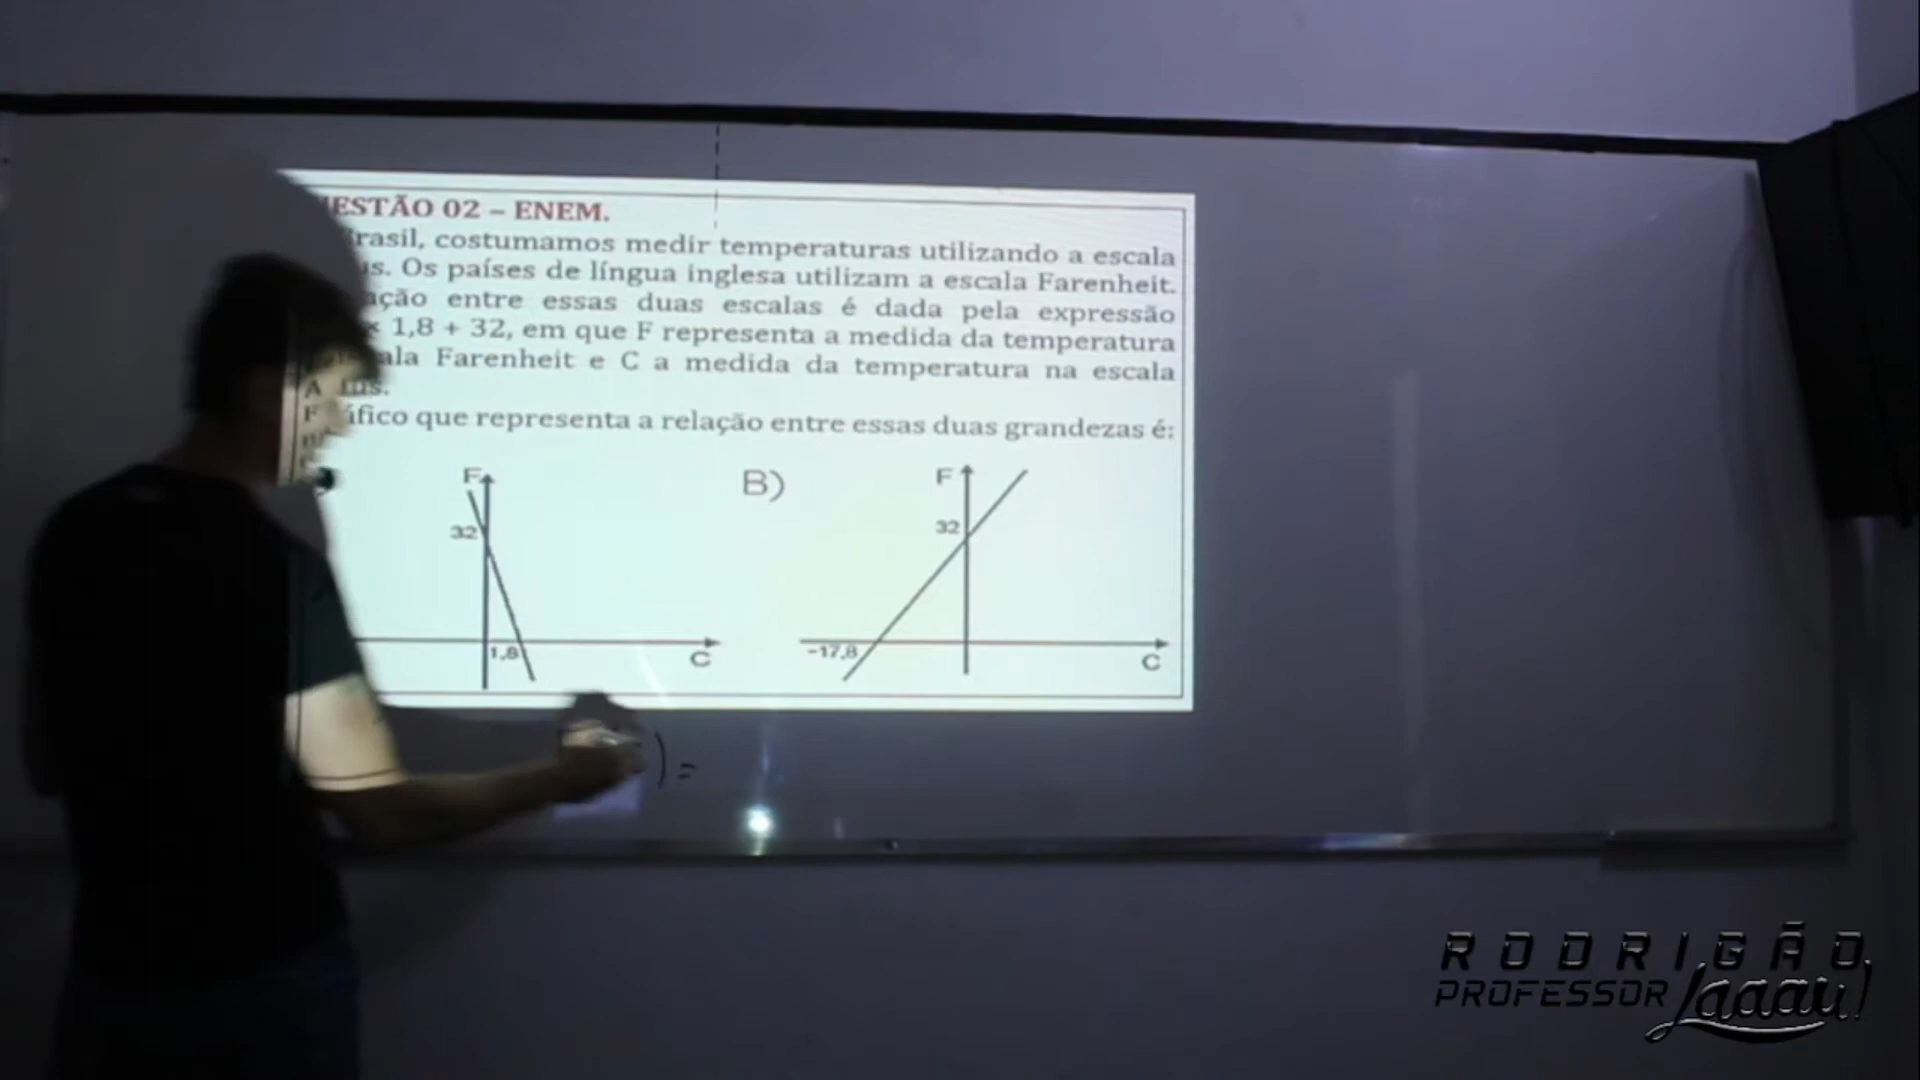 ESTÃO 02 – ENEM.
rasil, costumamos medir temperaturas utilizando a escala
us. Os países de língua inglesa utilizam a escala Farenheit.
ação entre essas duas escalas é dada pela expressão
× 1,8 + 32, em que F representa a medida da temperatura
ala Farenheit e C a medida da temperatura na escala
ius.
áfico que representa a relação entre essas duas grandezas é:
F
32
1,8
C
B)
F
32
-17,8
C
) =
RODRIGÃO
PROFESSOR Laaau!